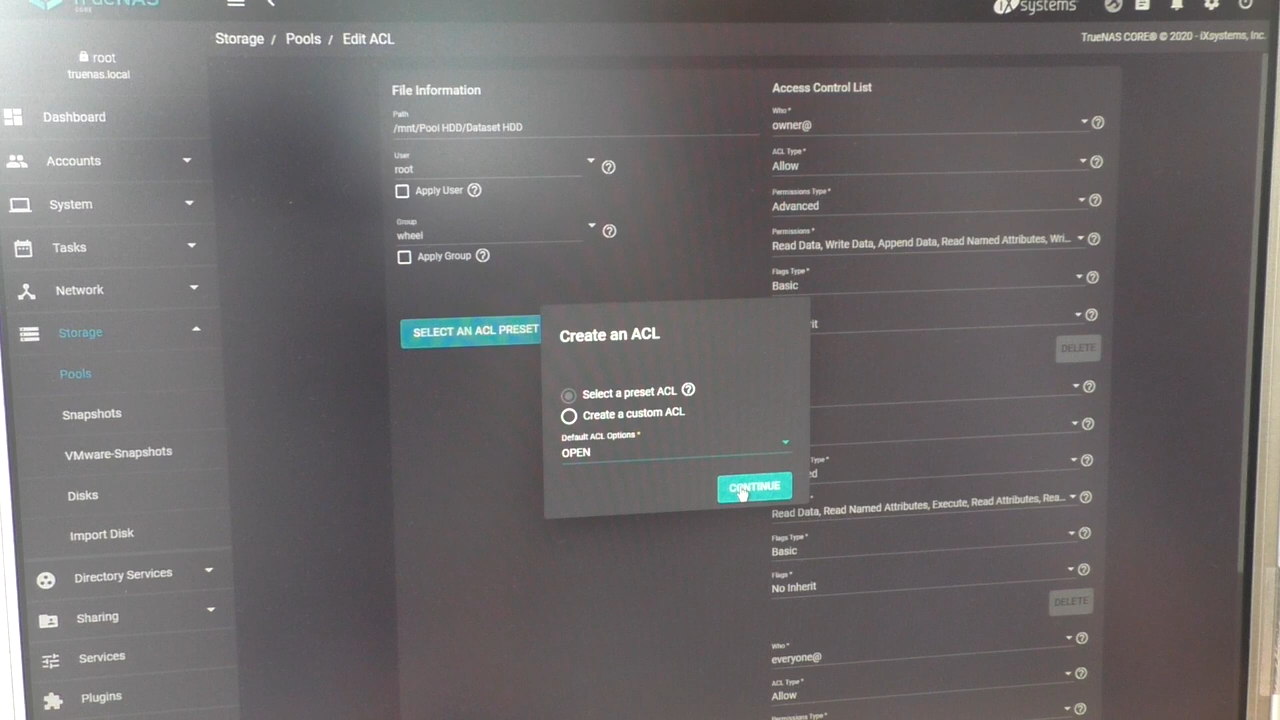 TrueNAS
CORE
iX systems
Storage / Pools / Edit ACL
TrueNAS CORE® © 2020 - iXsystems, Inc.
root
truenas.local
Dashboard
Accounts
System
Tasks
Network
Storage
Pools
Snapshots
VMware-Snapshots
Disks
Import Disk
Directory Services
Sharing
Services
Plugins
File Information
Path
/mnt/Pool HDD/Dataset HDD
User
root
Apply User
Group
wheel
Apply Group
SELECT AN ACL PRESET
Create an ACL
Select a preset ACL
Create a custom ACL
Default ACL Options *
OPEN
CONTINUE
Access Control List
Who *
owner@
ACL Type *
Allow
Permissions Type *
Advanced
Permissions *
Read Data, Write Data, Append Data, Read Named Attributes, Wri...
Flags Type *
Basic
DELETE
Read Data, Read Named Attributes, Execute, Read Attributes, Rea...
Flags Type *
Basic
Flags *
No Inherit
DELETE
Who *
everyone@
ACL Type *
Allow
Permissions Type *